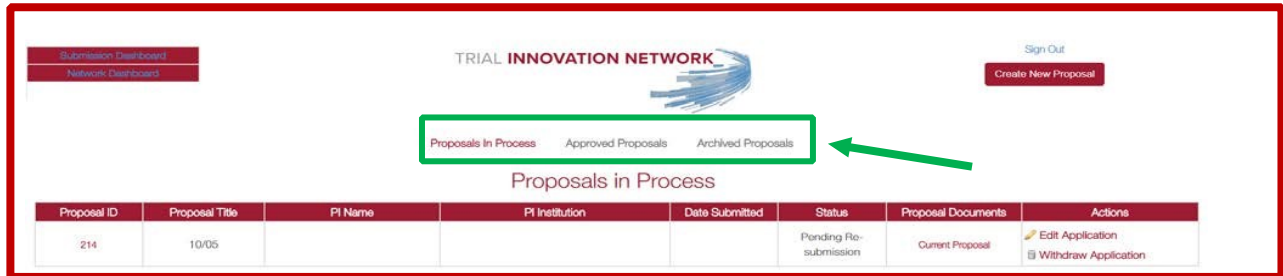 Submission Dashboard
Network Dashboard
TRIAL INNOVATION NETWORK
Sign Out
Create New Proposal
Proposals In Process Approved Proposals Archived Proposals
Proposals in Process
Proposal ID Proposal Title PI Name PI Institution Date Submitted Status Proposal Documents Actions
214 10/05 Pending Re-
submission Current Proposal Edit Application
Withdraw Application